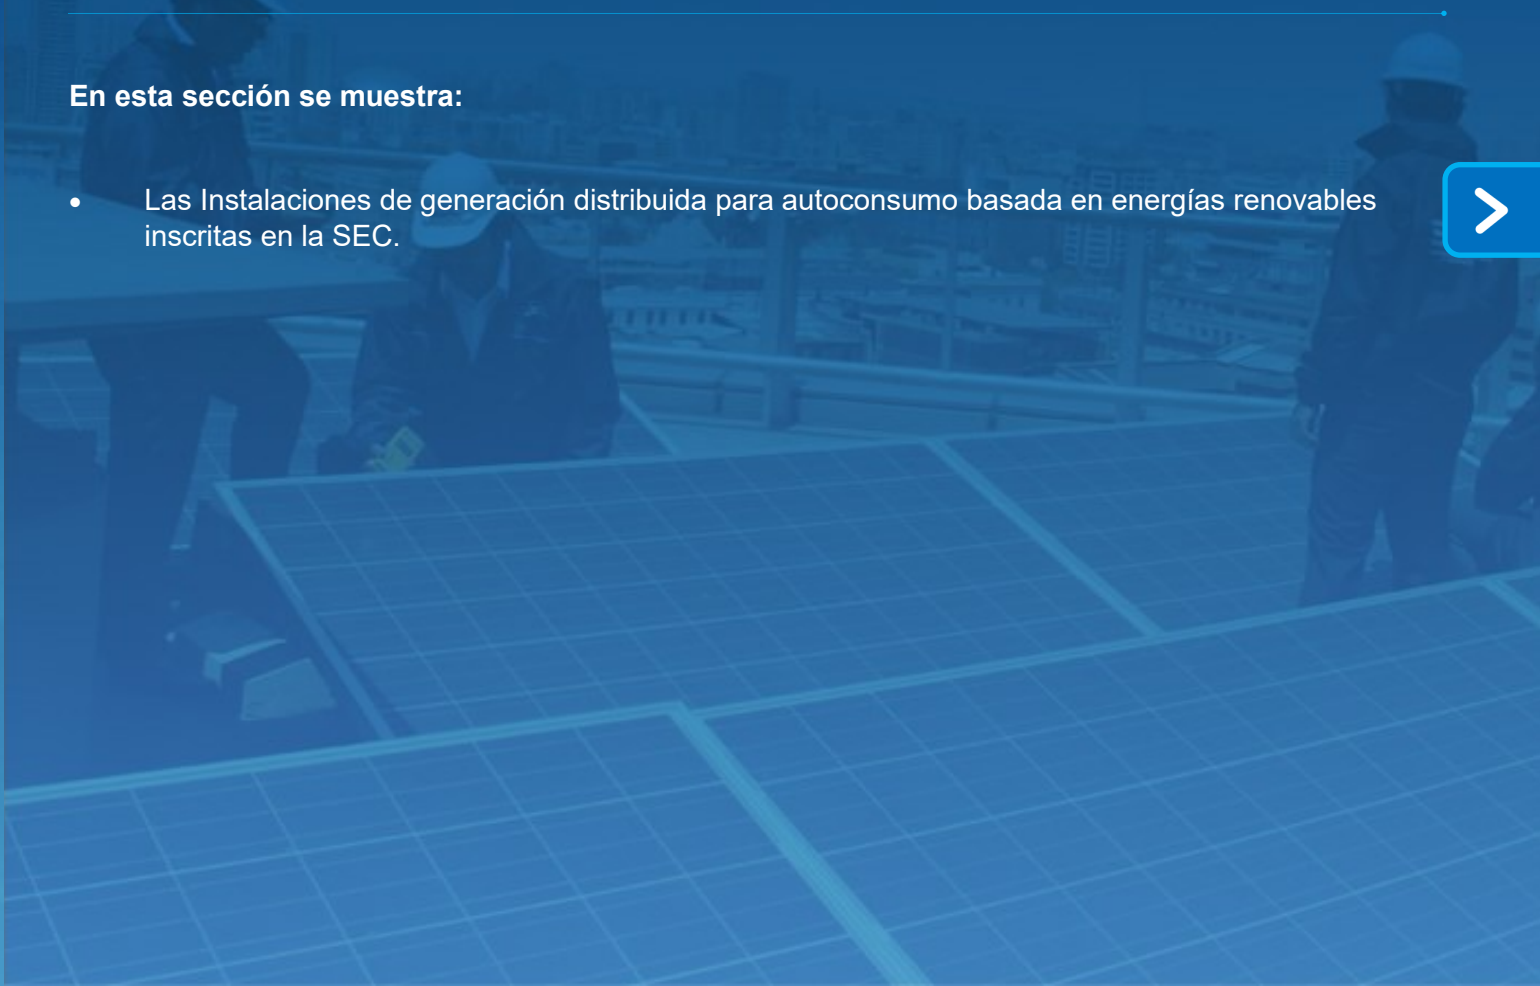 En esta sección se muestra:
• Las Instalaciones de generación distribuida para autoconsumo basada en energías renovables
inscritas en la SEC.